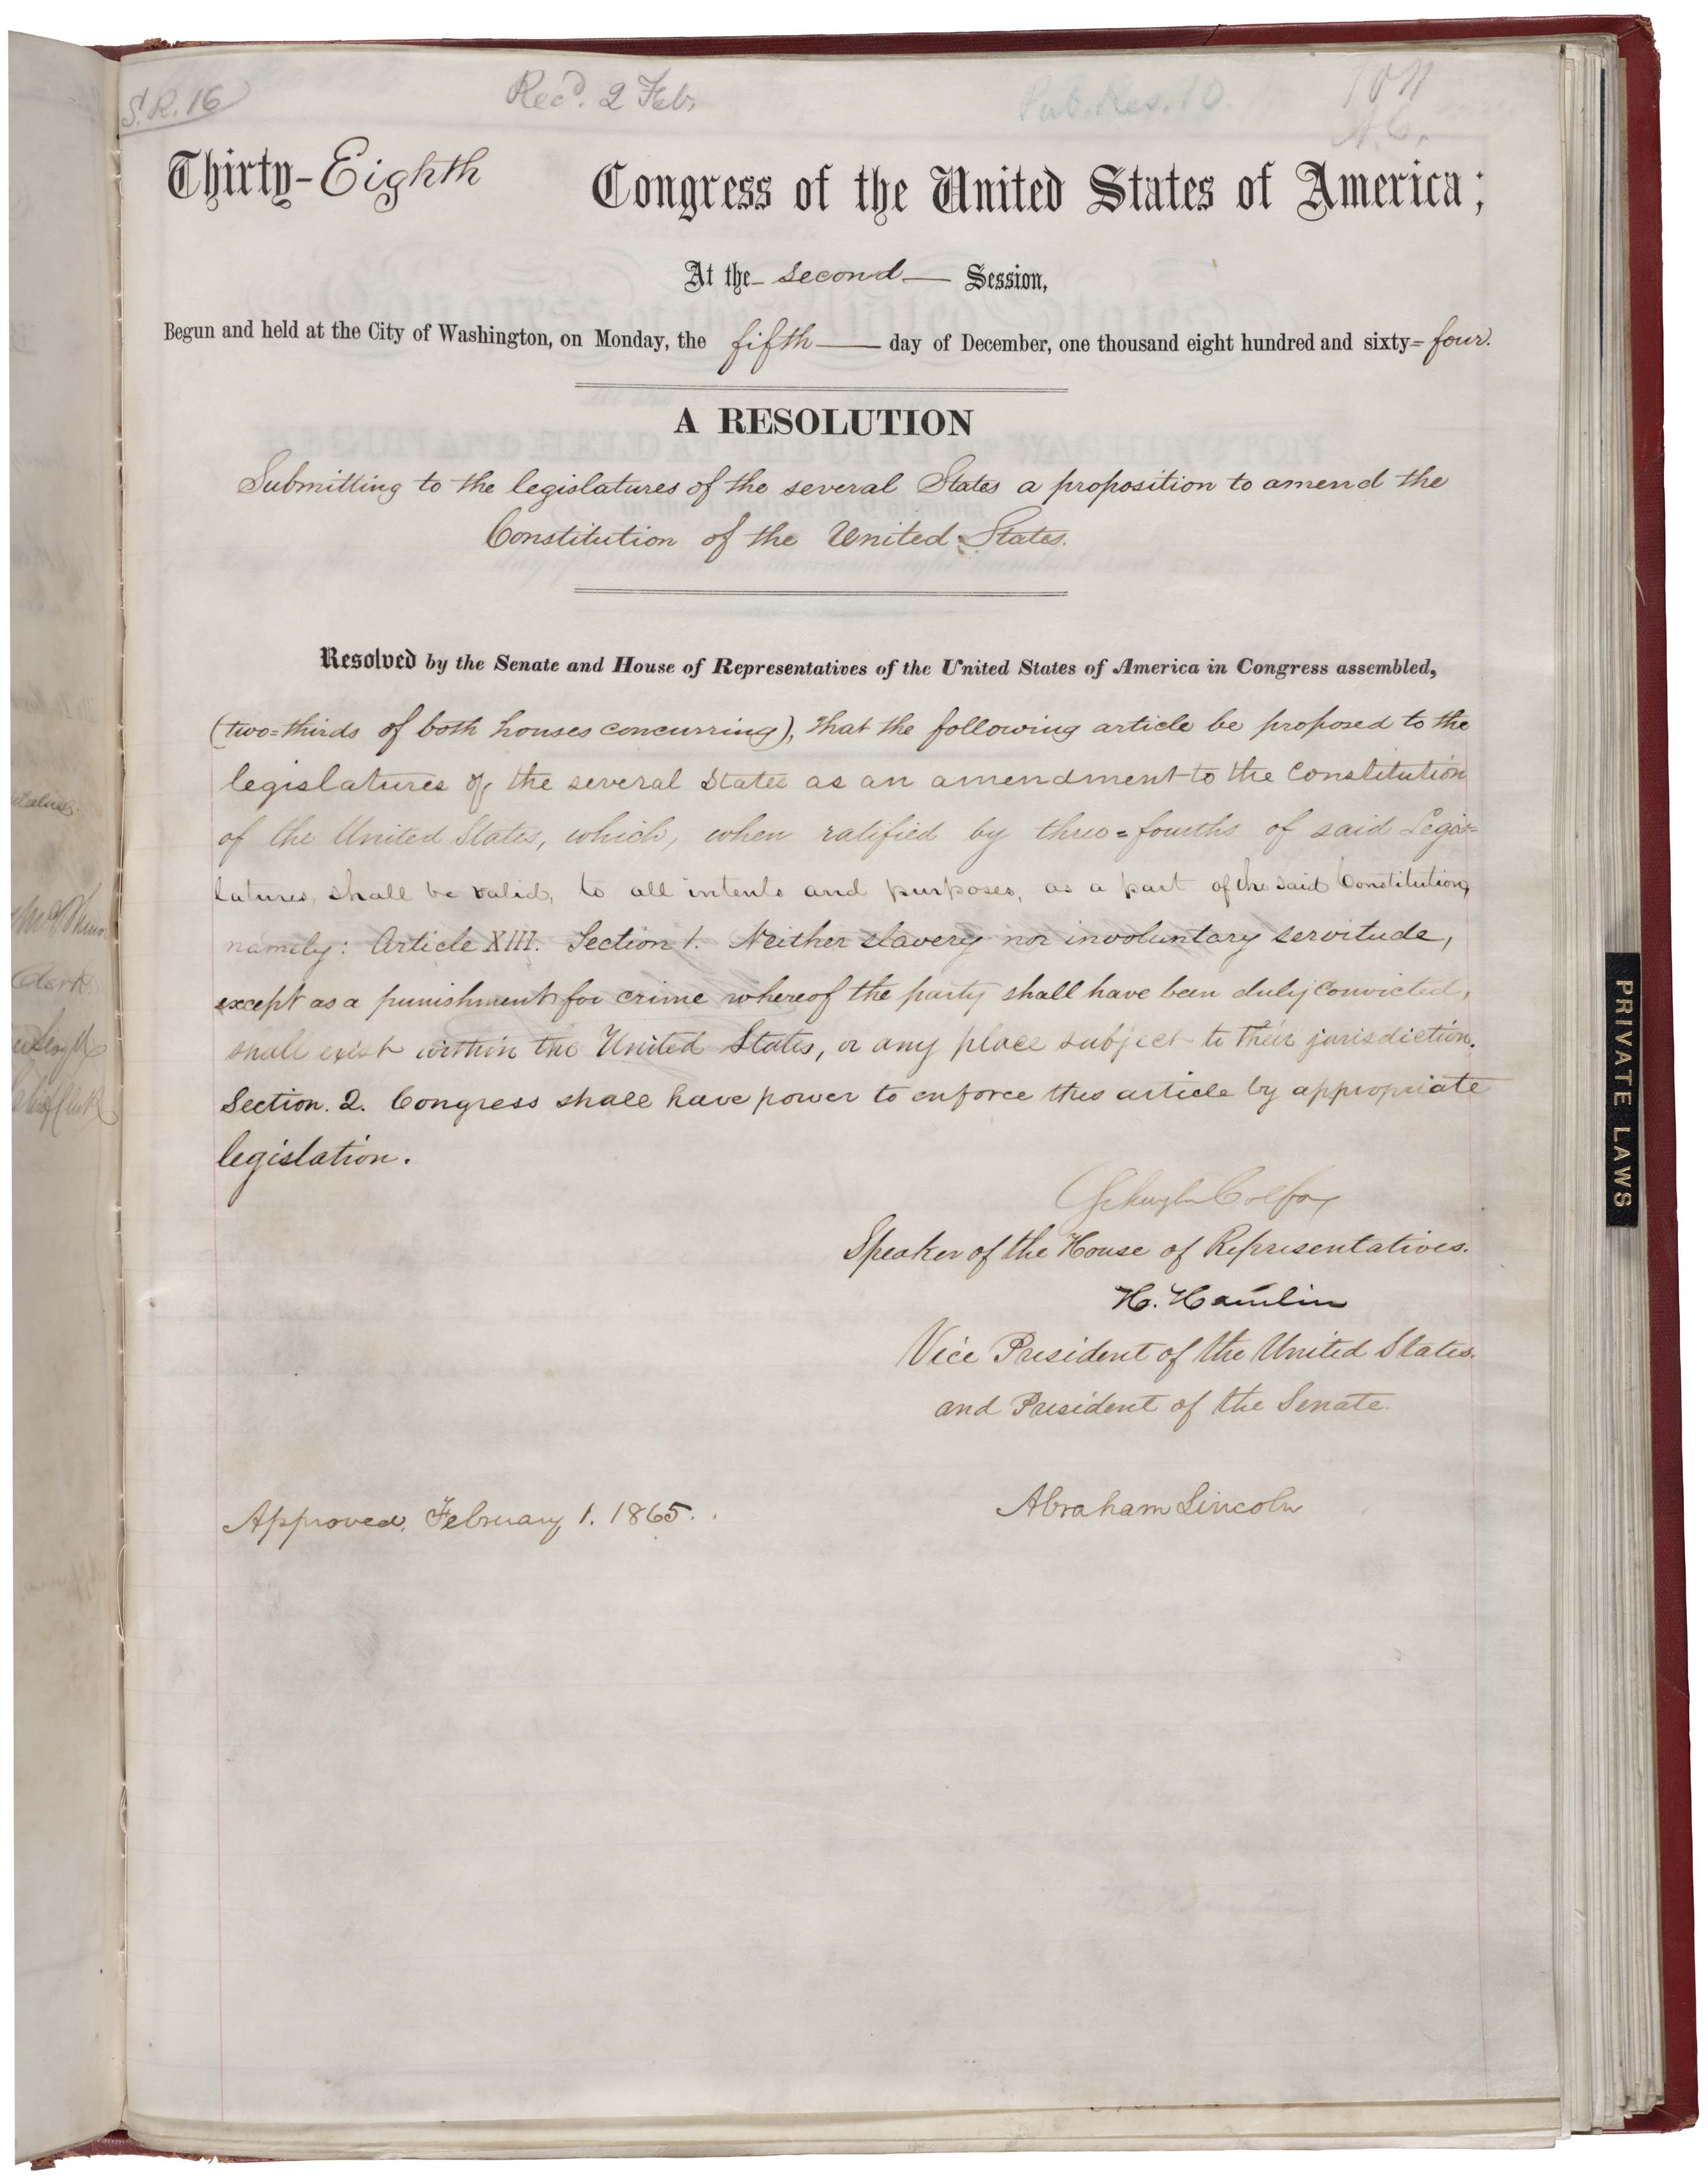 S.R. 16
Rec'd. 2 Feb.
Pub. Res. 10.
Thirty-Eighth Congress of the United States of America;
At the second Session,
Begun and held at the City of Washington, on Monday, the fifth day of December, one thousand eight hundred and sixty-four.
A RESOLUTION
Submitting to the legislatures of the several States a proposition to amend the
Constitution of the United States.
Resolved by the Senate and House of Representatives of the United States of America in Congress assembled,
(two-thirds of both houses concurring), that the following article be proposed to the
legislatures of the several States as an amendment to the Constitution
of the United States, which, when ratified by three-fourths of said Legis=
latures, shall be valid, to all intents and purposes, as a part of the said Constitution,
namely: Article XIII. Section 1. Neither slavery nor involuntary servitude,
except as a punishment for crime whereof the party shall have been duly convicted,
shall exist within the United States, or any place subject to their jurisdiction.
Section. 2. Congress shall have power to enforce this article by appropriate
legislation.
Schuyler Colfax
Speaker of the House of Representatives.
H. Hamlin
Vice President of the United States.
and President of the Senate.
Approved, February 1. 1865.
Abraham Lincoln
Clerk.
PRIVATE LAWS